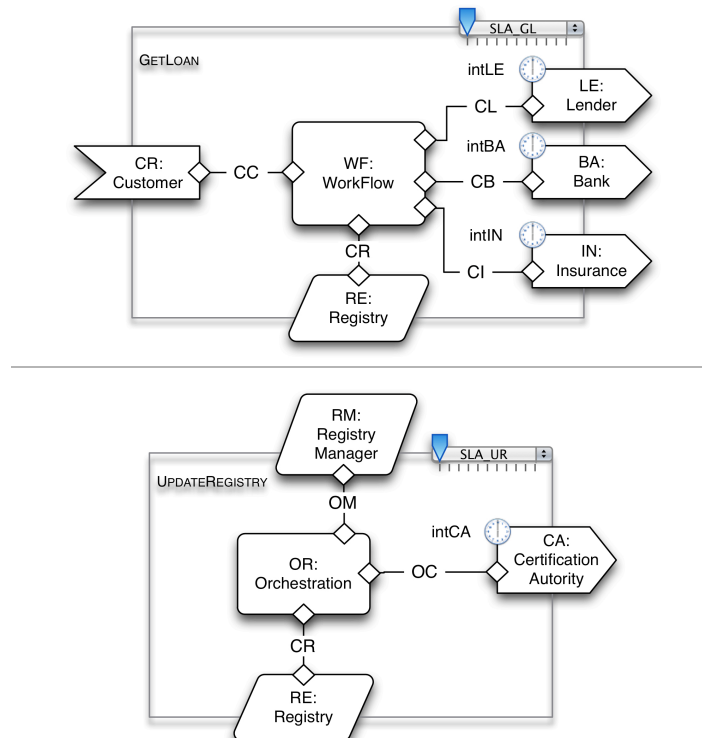 SLA_GL
GETLOAN
intLE
LE:
Lender
CL
intBA
CR:
Customer
CC
WF:
WorkFlow
CB
BA:
Bank
intIN
CR
CI
IN:
Insurance
RE:
Registry
RM:
Registry
Manager
SLA_UR
UPDATEREGISTRY
OM
intCA
CA:
Certification
Autority
OR:
Orchestration
OC
CR
RE:
Registry